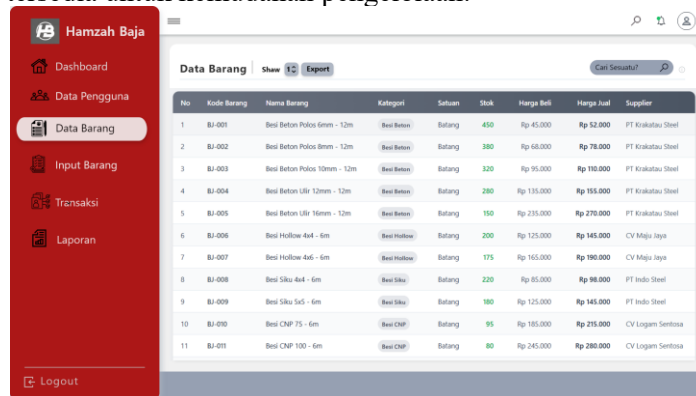 tersedia untuk kemudahan pengelolaan.
Hamzah Baja
Dashboard
Data Pengguna
Data Barang
Input Barang
Transaksi
Laporan
Logout
Data Barang Shaw Export
Cari Sesuatu?
No Kode Barang Nama Barang Kategori Satuan Stok Harga Beli Harga Jual Supplier
1 BJ-001 Besi Beton Polos 6mm - 12m Besi Beton Batang 450 Rp 45.000 Rp 52.000 PT Krakatau Steel
2 BJ-002 Besi Beton Polos 8mm - 12m Besi Beton Batang 380 Rp 68.000 Rp 78.000 PT Krakatau Steel
3 BJ-003 Besi Beton Polos 10mm - 12m Besi Beton Batang 320 Rp 95.000 Rp 110.000 PT Krakatau Steel
4 BJ-004 Besi Beton Ulir 12mm - 12m Besi Beton Batang 280 Rp 135.000 Rp 155.000 PT Krakatau Steel
5 BJ-005 Besi Beton Ulir 16mm - 12m Besi Beton Batang 150 Rp 235.000 Rp 270.000 PT Krakatau Steel
6 BJ-006 Besi Hollow 4x4 - 6m Besi Hollow Batang 200 Rp 125.000 Rp 145.000 CV Maju Jaya
7 BJ-007 Besi Hollow 4x6 - 6m Besi Hollow Batang 175 Rp 165.000 Rp 190.000 CV Maju Jaya
8 BJ-008 Besi Siku 4x4 - 6m Besi Siku Batang 220 Rp 85.000 Rp 98.000 PT Indo Steel
9 BJ-009 Besi Siku 5x5 - 6m Besi Siku Batang 180 Rp 125.000 Rp 145.000 PT Indo Steel
10 BJ-010 Besi CNP 75 - 6m Besi CNP Batang 95 Rp 185.000 Rp 215.000 CV Logam Sentosa
11 BJ-011 Besi CNP 100 - 6m Besi CNP Batang 80 Rp 245.000 Rp 280.000 CV Logam Sentosa